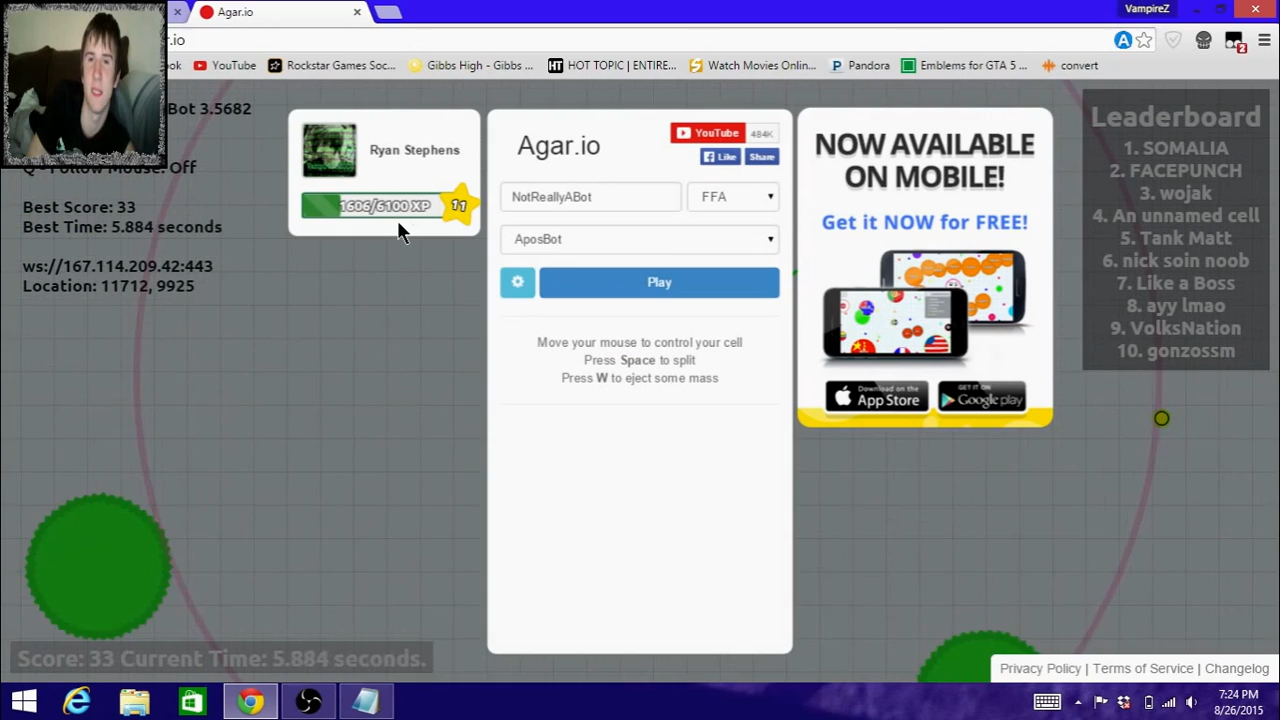 Agar.io
VampireZ
r.io
ok
YouTube
Rockstar Games Soc...
Gibbs High - Gibbs ...
HOT TOPIC | ENTIRE...
Watch Movies Onlin...
Pandora
Emblems for GTA 5 ...
convert
2
Bot 3.5682
Q - Follow Mouse: Off
Best Score: 33
Best Time: 5.884 seconds
ws://167.114.209.42:443
Location: 11712, 9925
Ryan Stephens
1606/6100 XP
11
Agar.io
YouTube
484K
Like
Share
NotReallyABot
FFA
AposBot
Play
Move your mouse to control your cell
Press Space to split
Press W to eject some mass
NOW AVAILABLE
ON MOBILE!
Get it NOW for FREE!
Download on the
App Store
GET IT ON
Google play
Leaderboard
1. SOMALIA
2. FACEPUNCH
3. wojak
4. An unnamed cell
5. Tank Matt
6. nick soin noob
7. Like a Boss
8. ayy lmao
9. VolksNation
10. gonzossm
Score: 33 Current Time: 5.884 seconds.
Privacy Policy | Terms of Service | Changelog
7:24 PM
8/26/2015